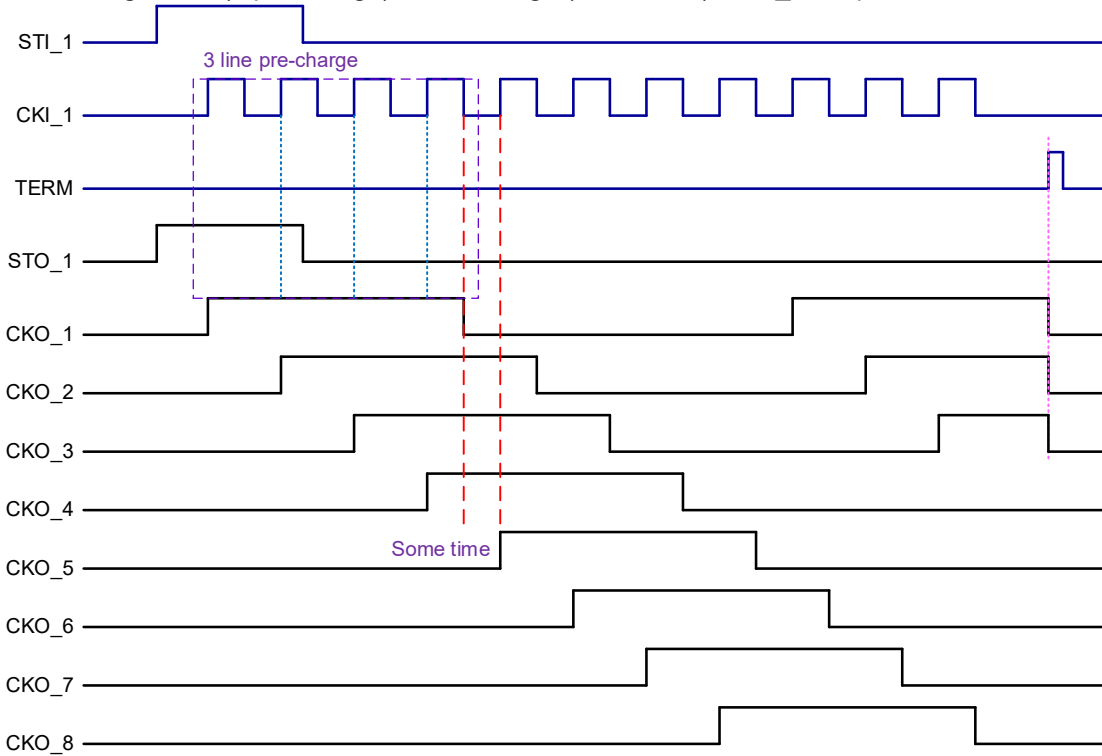 STI_1
3 line pre-charge
CKI_1
TERM
STO_1
CKO_1
CKO_2
CKO_3
CKO_4
Some time
CKO_5
CKO_6
CKO_7
CKO_8